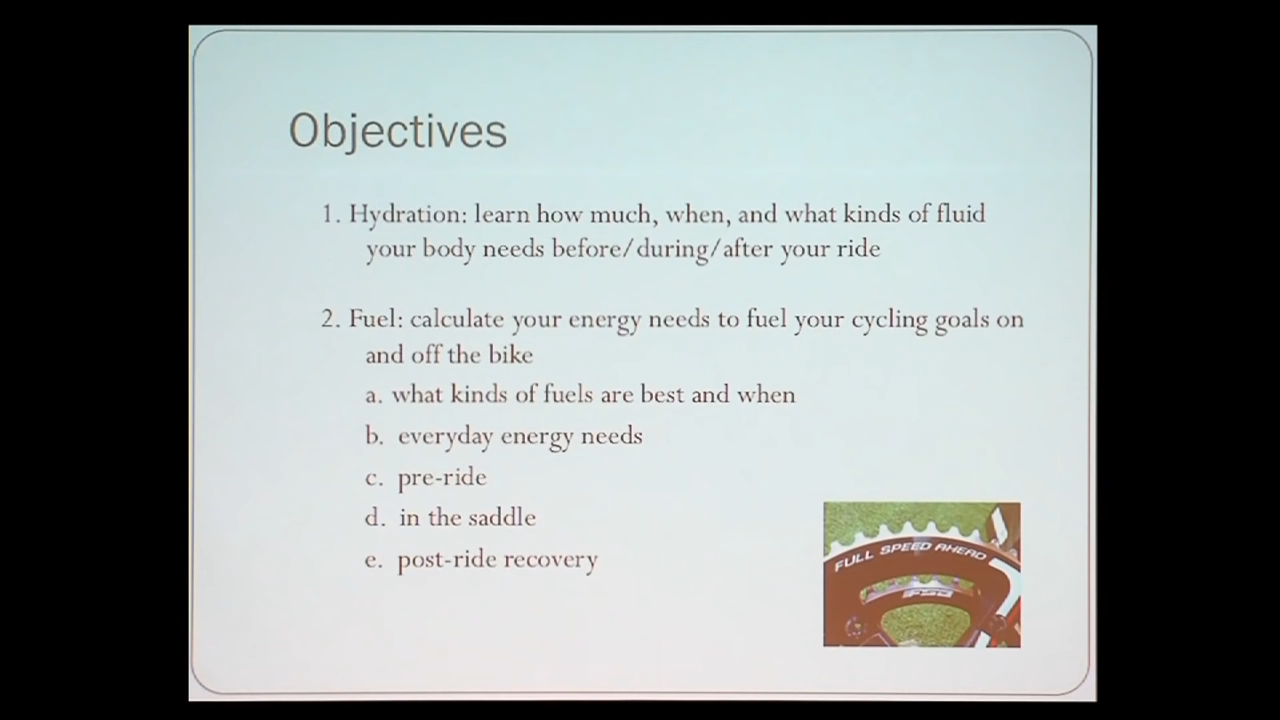 Objectives
1. Hydration: learn how much, when, and what kinds of fluid
your body needs before/during/after your ride
2. Fuel: calculate your energy needs to fuel your cycling goals on
and off the bike
a. what kinds of fuels are best and when
b. everyday energy needs
c. pre-ride
d. in the saddle
e. post-ride recovery
FULL SPEED AHEAD
FSA